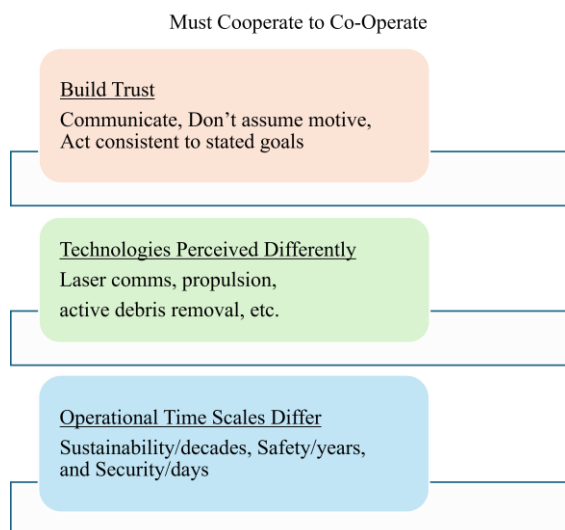 Must Cooperate to Co-Operate
Build Trust
Communicate, Don’t assume motive,
Act consistent to stated goals
Technologies Perceived Differently
Laser comms, propulsion,
active debris removal, etc.
Operational Time Scales Differ
Sustainability/decades, Safety/years,
and Security/days